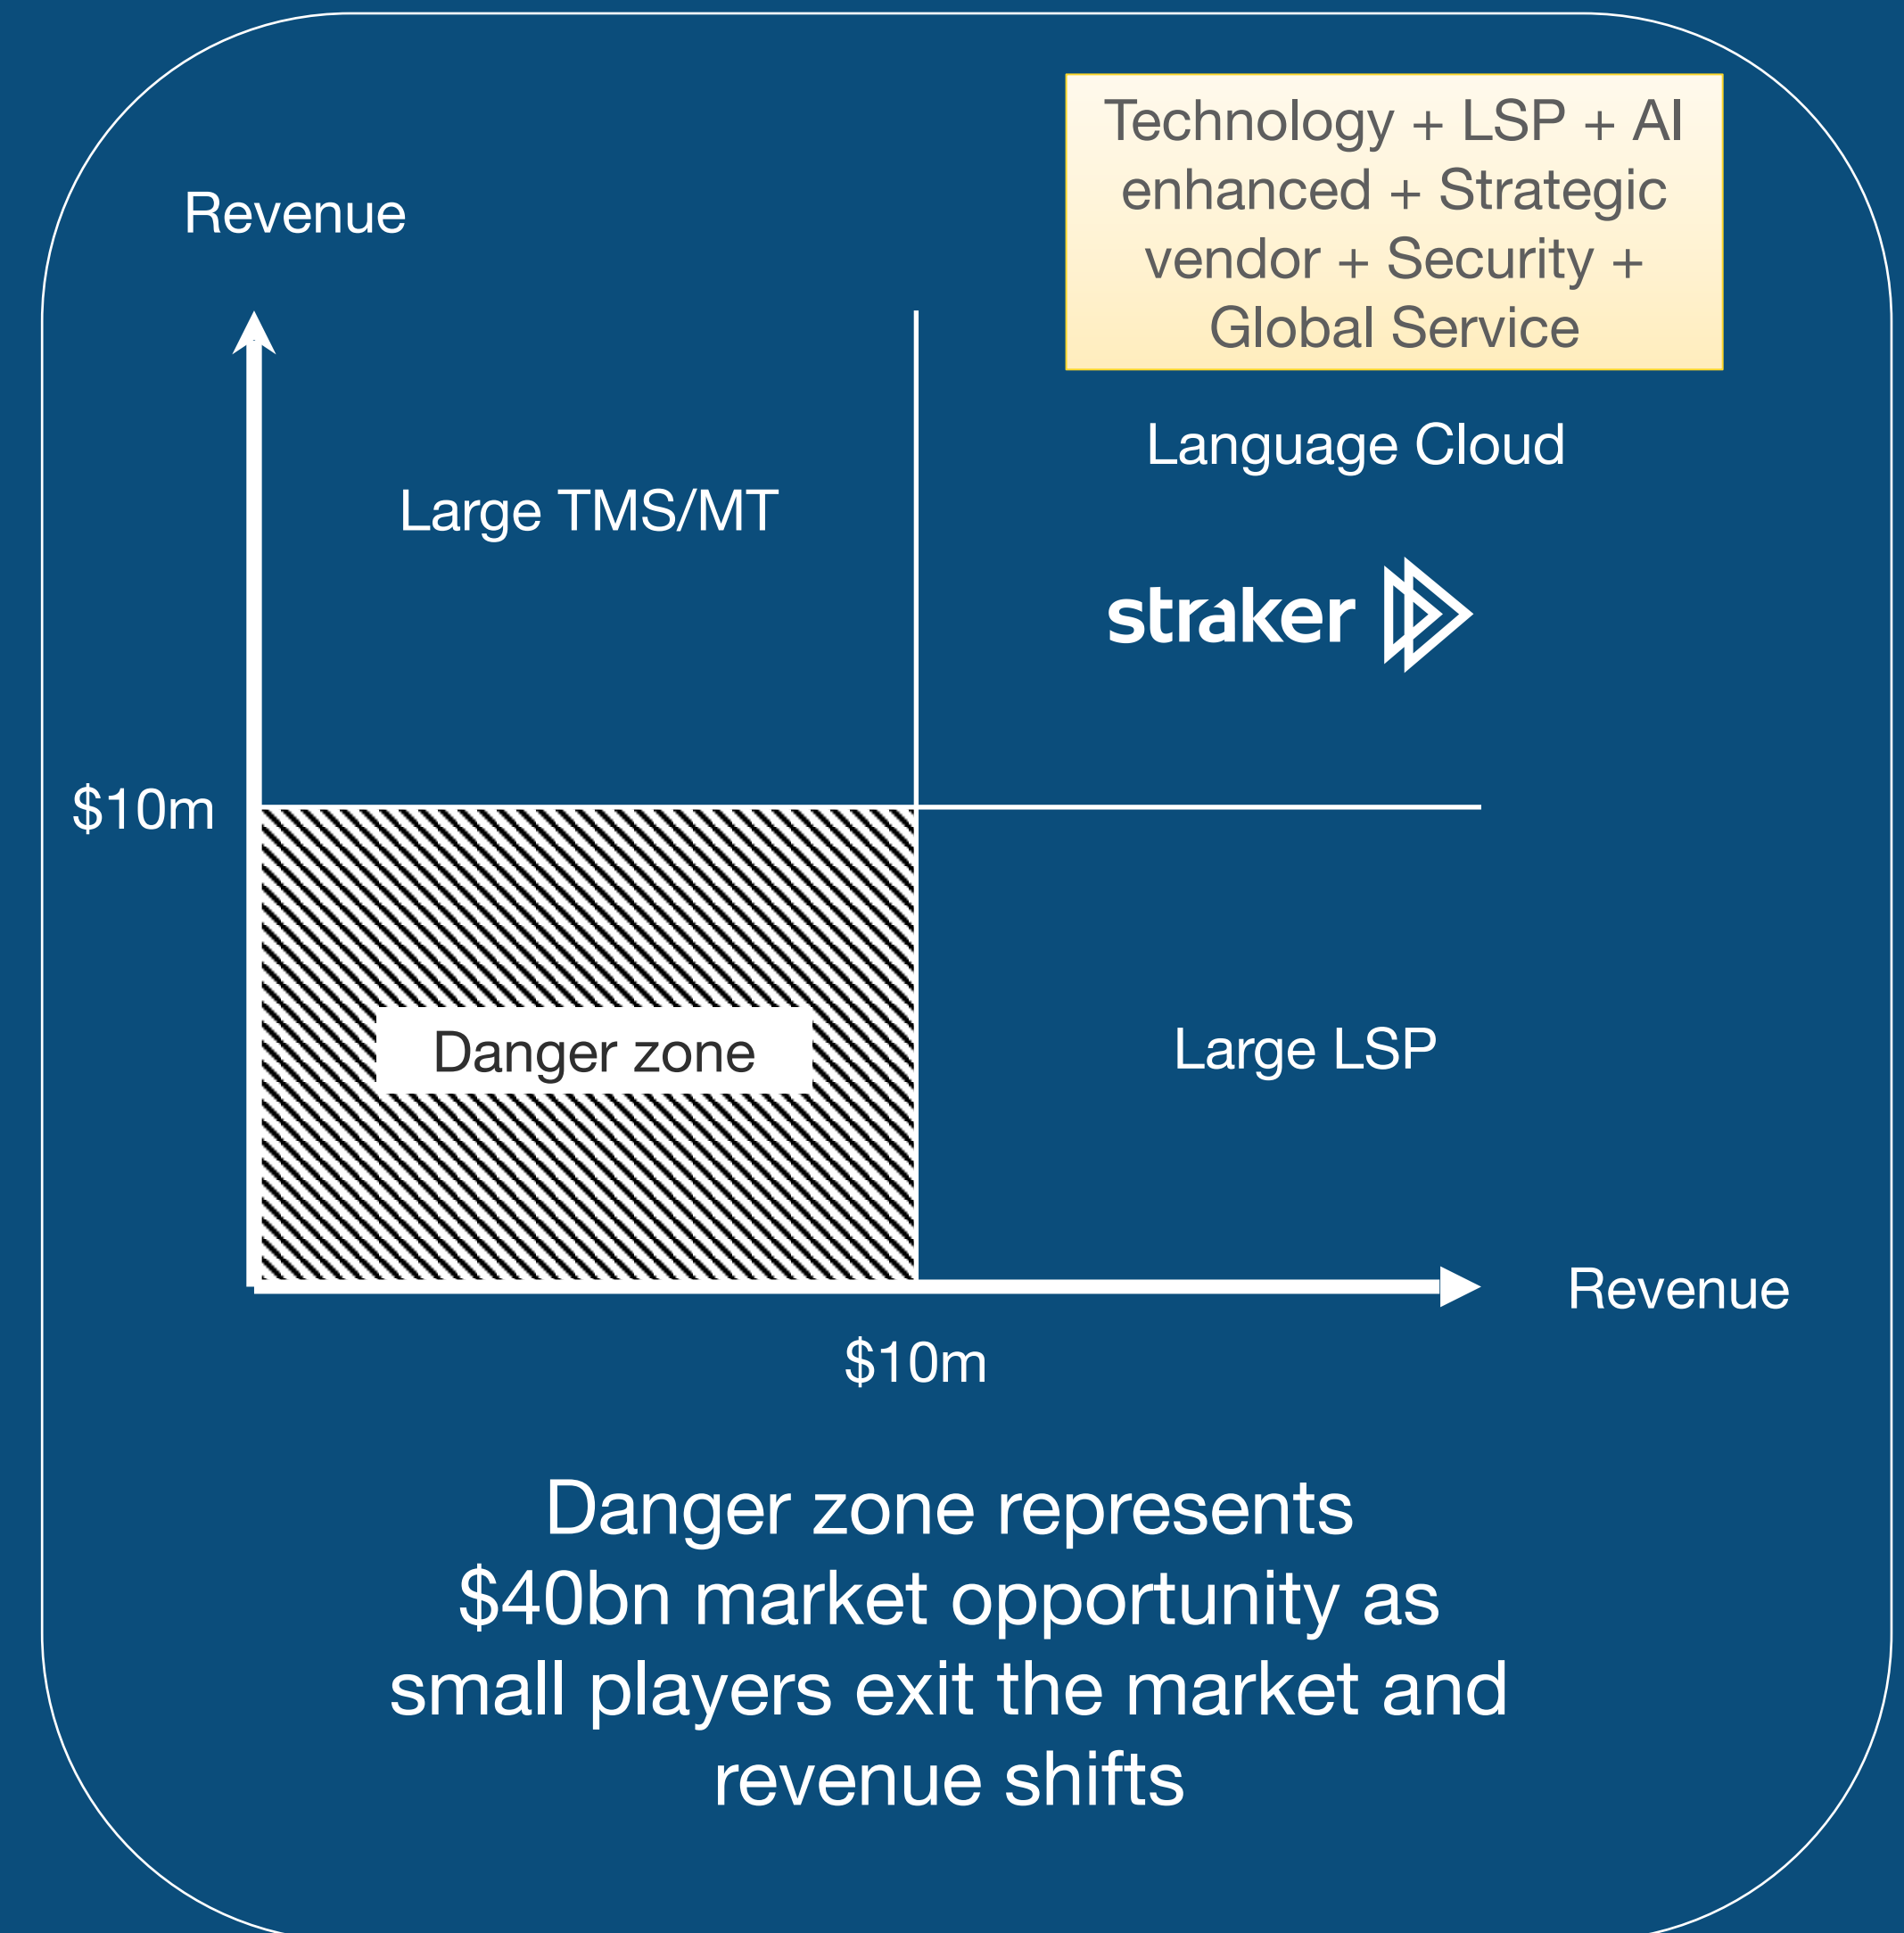 Technology + LSP + AI
enhanced + Strategic
vendor + Security +
Global Service
Revenue
Language Cloud
Large TMS/MT
straker
$10m
Danger zone
Large LSP
Revenue
$10m
Danger zone represents
$40bn market opportunity as
small players exit the market and
revenue shifts